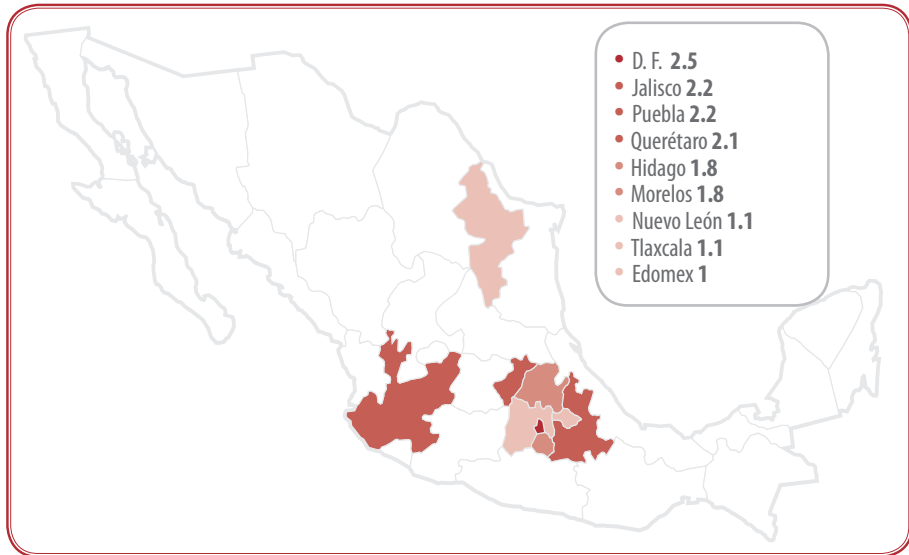 • D. F. 2.5
• Jalisco 2.2
• Puebla 2.2
• Querétaro 2.1
• Hidago 1.8
• Morelos 1.8
• Nuevo León 1.1
• Tlaxcala 1.1
• Edomex 1